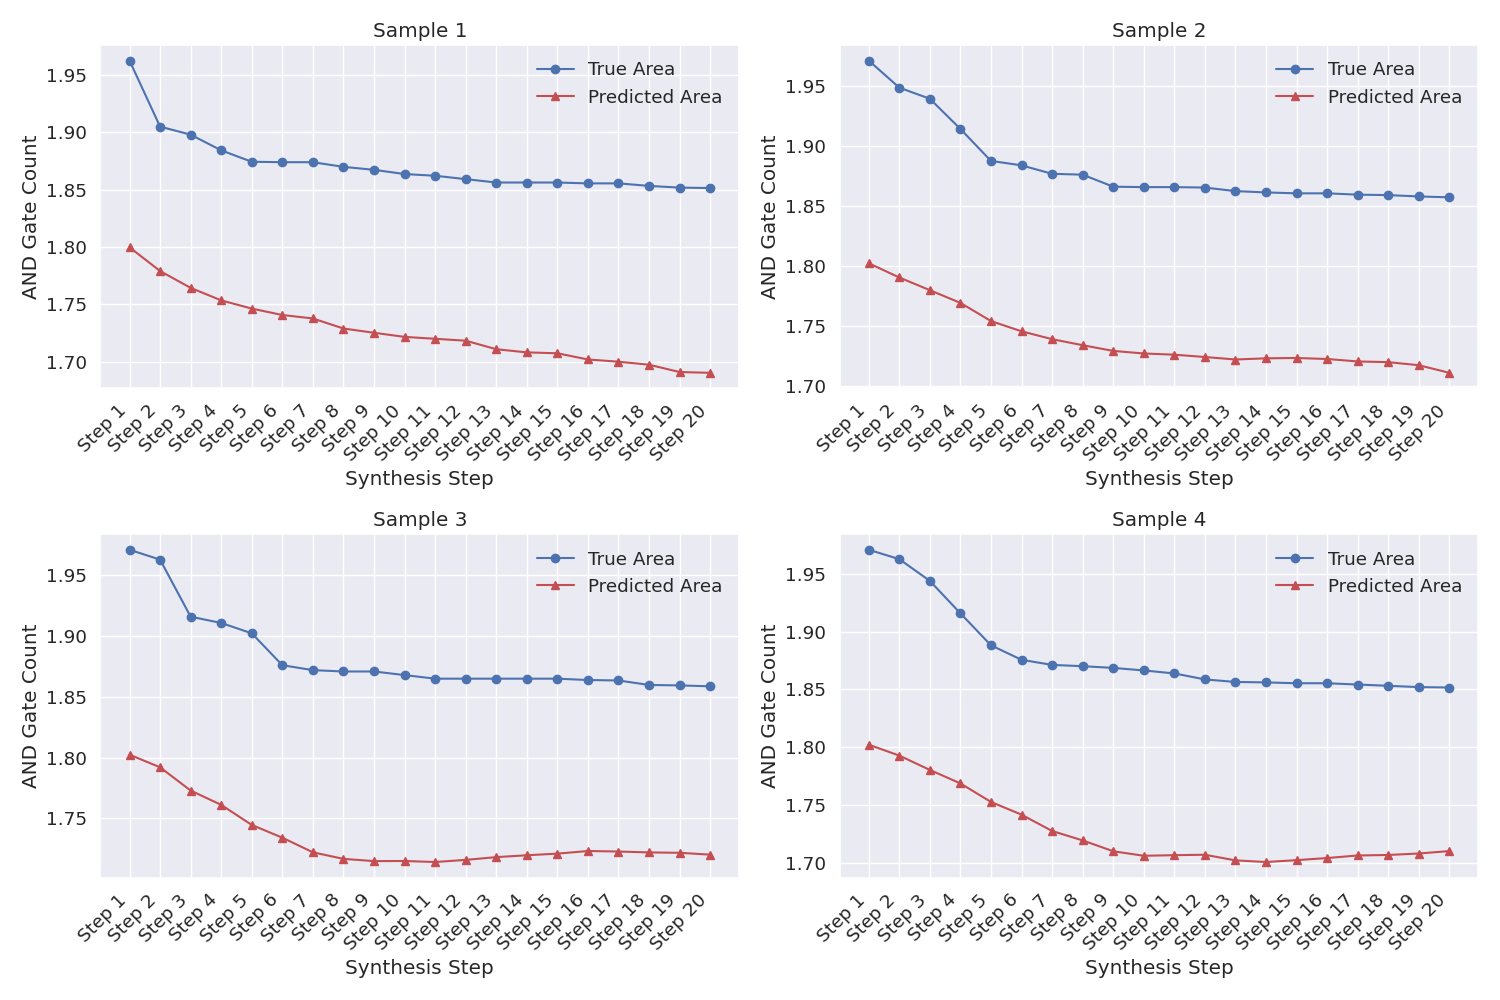 Sample 1
True Area
Predicted Area
AND Gate Count
1.95
1.90
1.85
1.80
1.75
1.70
Step 1
Step 2
Step 3
Step 4
Step 5
Step 6
Step 7
Step 8
Step 9
Step 10
Step 11
Step 12
Step 13
Step 14
Step 15
Step 16
Step 17
Step 18
Step 19
Step 20
Synthesis Step
Sample 2
True Area
Predicted Area
AND Gate Count
1.95
1.90
1.85
1.80
1.75
1.70
Step 1
Step 2
Step 3
Step 4
Step 5
Step 6
Step 7
Step 8
Step 9
Step 10
Step 11
Step 12
Step 13
Step 14
Step 15
Step 16
Step 17
Step 18
Step 19
Step 20
Synthesis Step
Sample 3
True Area
Predicted Area
AND Gate Count
1.95
1.90
1.85
1.80
1.75
Step 1
Step 2
Step 3
Step 4
Step 5
Step 6
Step 7
Step 8
Step 9
Step 10
Step 11
Step 12
Step 13
Step 14
Step 15
Step 16
Step 17
Step 18
Step 19
Step 20
Synthesis Step
Sample 4
True Area
Predicted Area
AND Gate Count
1.95
1.90
1.85
1.80
1.75
1.70
Step 1
Step 2
Step 3
Step 4
Step 5
Step 6
Step 7
Step 8
Step 9
Step 10
Step 11
Step 12
Step 13
Step 14
Step 15
Step 16
Step 17
Step 18
Step 19
Step 20
Synthesis Step